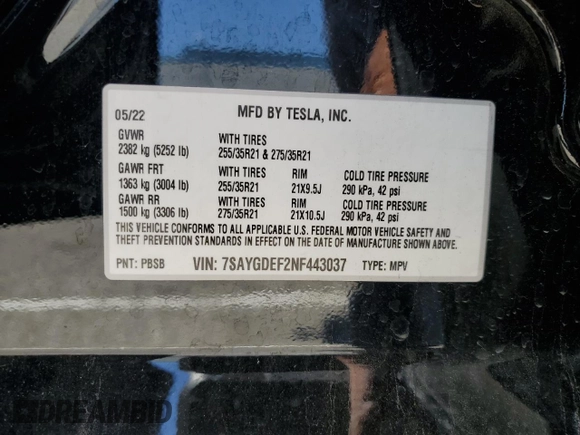 05/22 MFD BY TESLA, INC.
GVWR WITH TIRES
2382 kg (5252 lb) 255/35R21 & 275/35R21
GAWR FRT WITH TIRES RIM COLD TIRE PRESSURE
1363 kg (3004 lb) 255/35R21 21X9.5J 290 kPa, 42 psi
GAWR RR WITH TIRES RIM COLD TIRE PRESSURE
1500 kg (3306 lb) 275/35R21 21X10.5J 290 kPa, 42 psi
THIS VEHICLE CONFORMS TO ALL APPLICABLE U.S. FEDERAL MOTOR VEHICLE SAFETY AND
THEFT PREVENTION STANDARDS IN EFFECT ON THE DATE OF MANUFACTURE SHOWN ABOVE.
PNT: PBSB VIN: 7SAYGDEF2NF443037 TYPE: MPV
DREAMBID